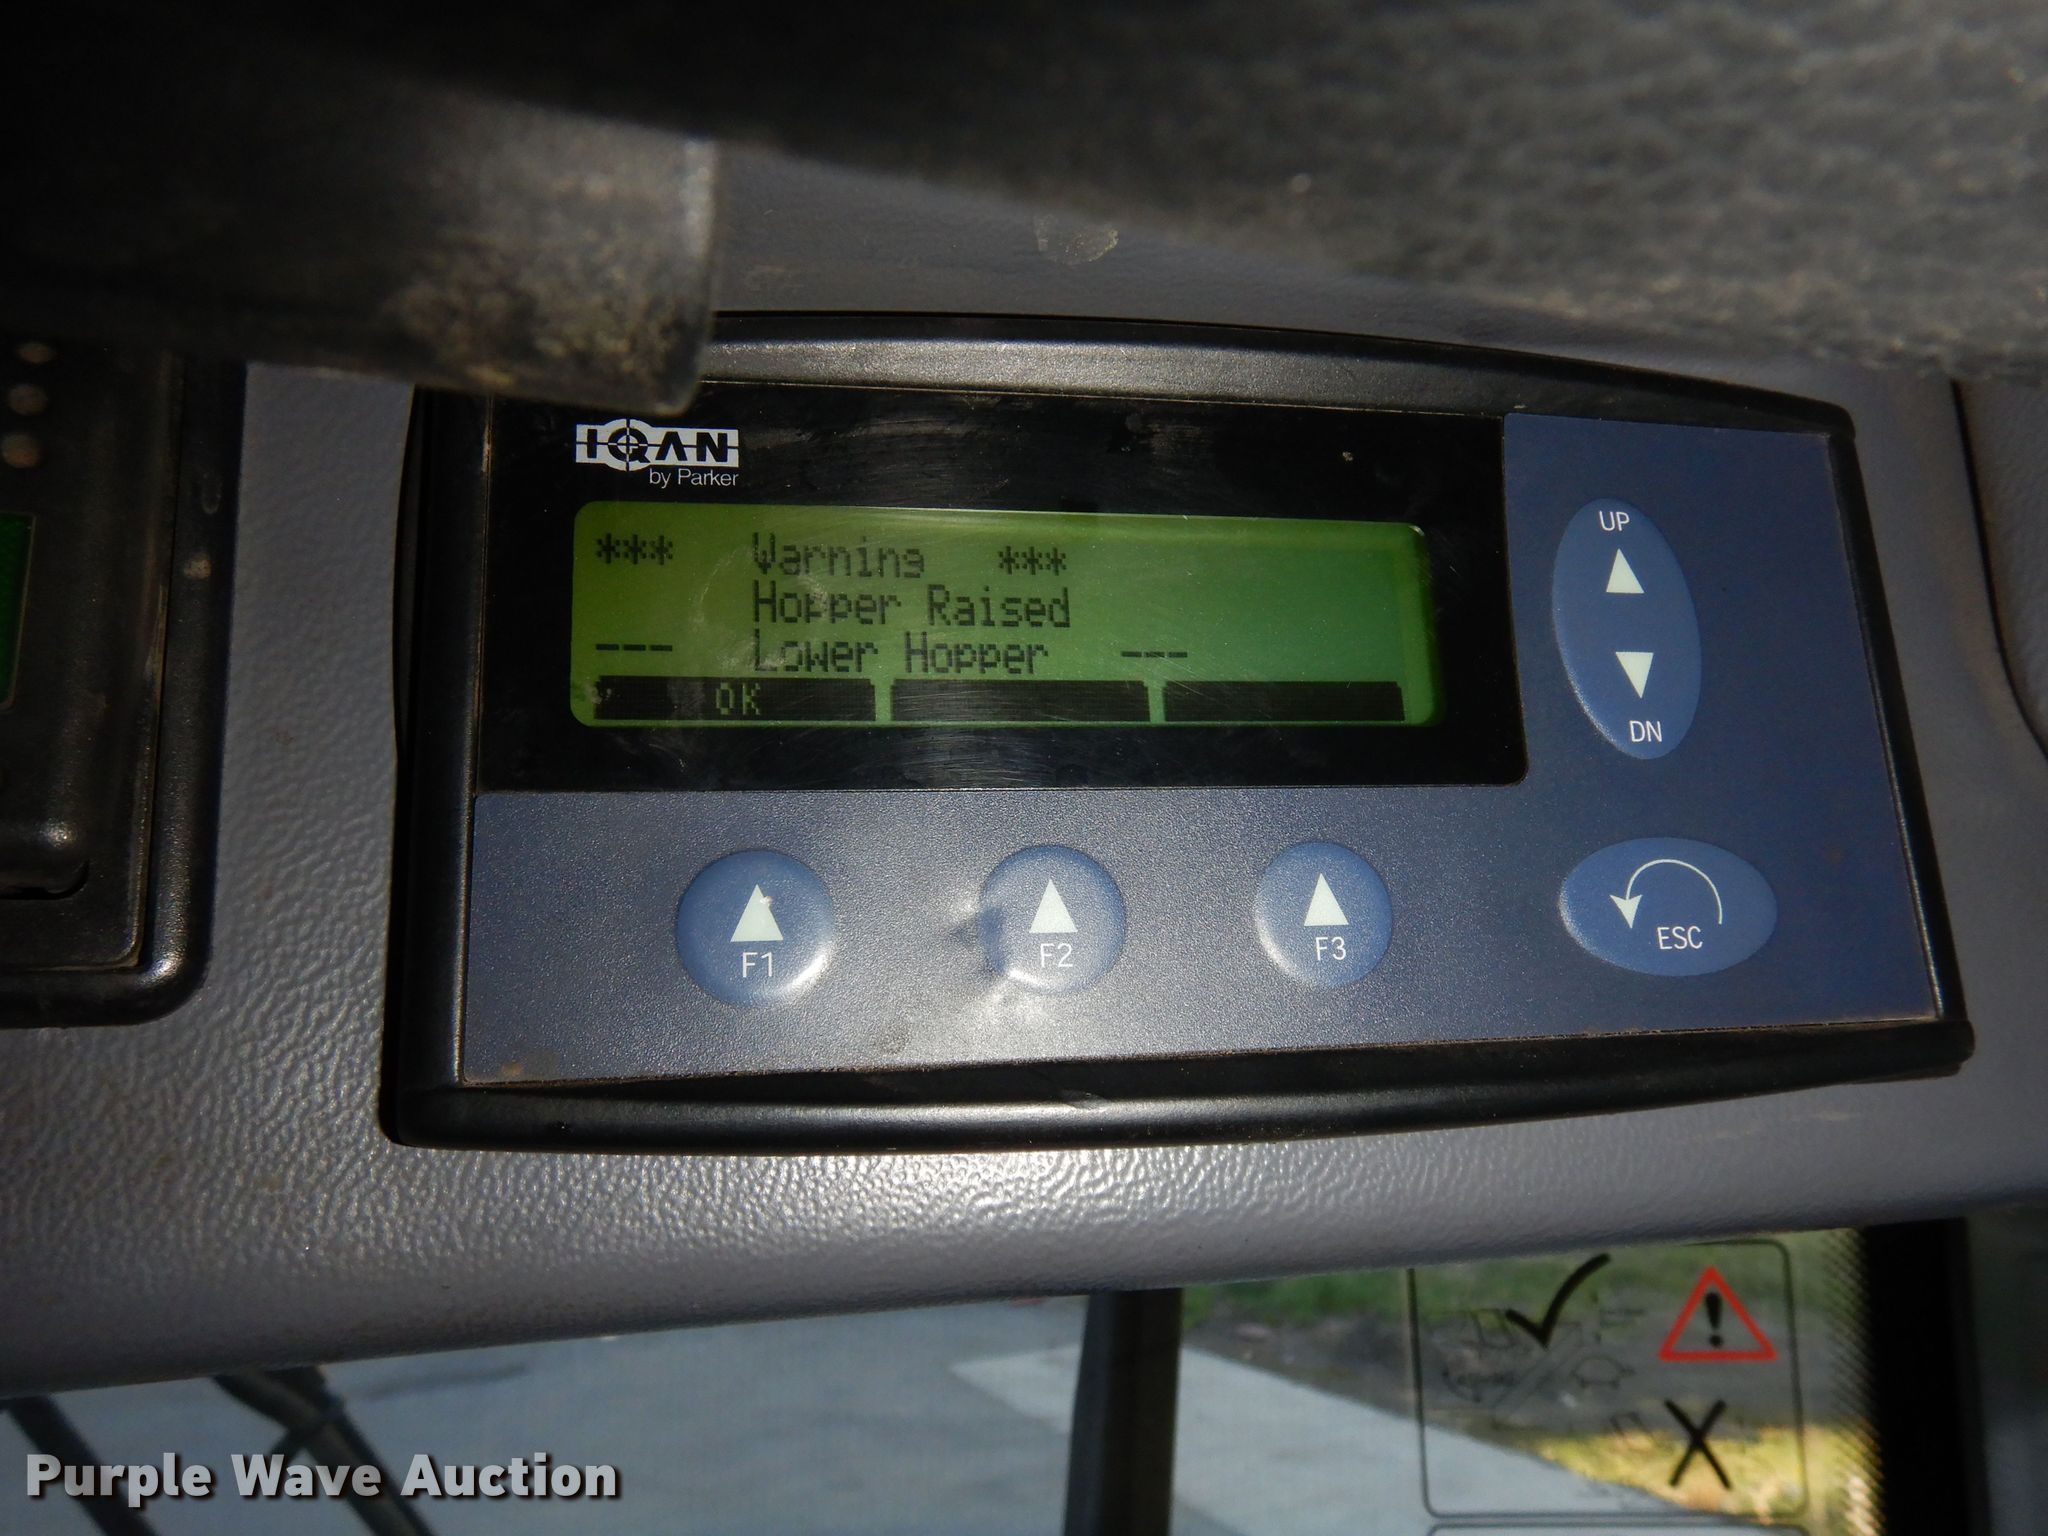 IQAN
by Parker
*** Warning ***
Hopper Raised
--- Lower Hopper ---
OK
UP
DN
F1
F2
F3
ESC
Purple Wave Auction